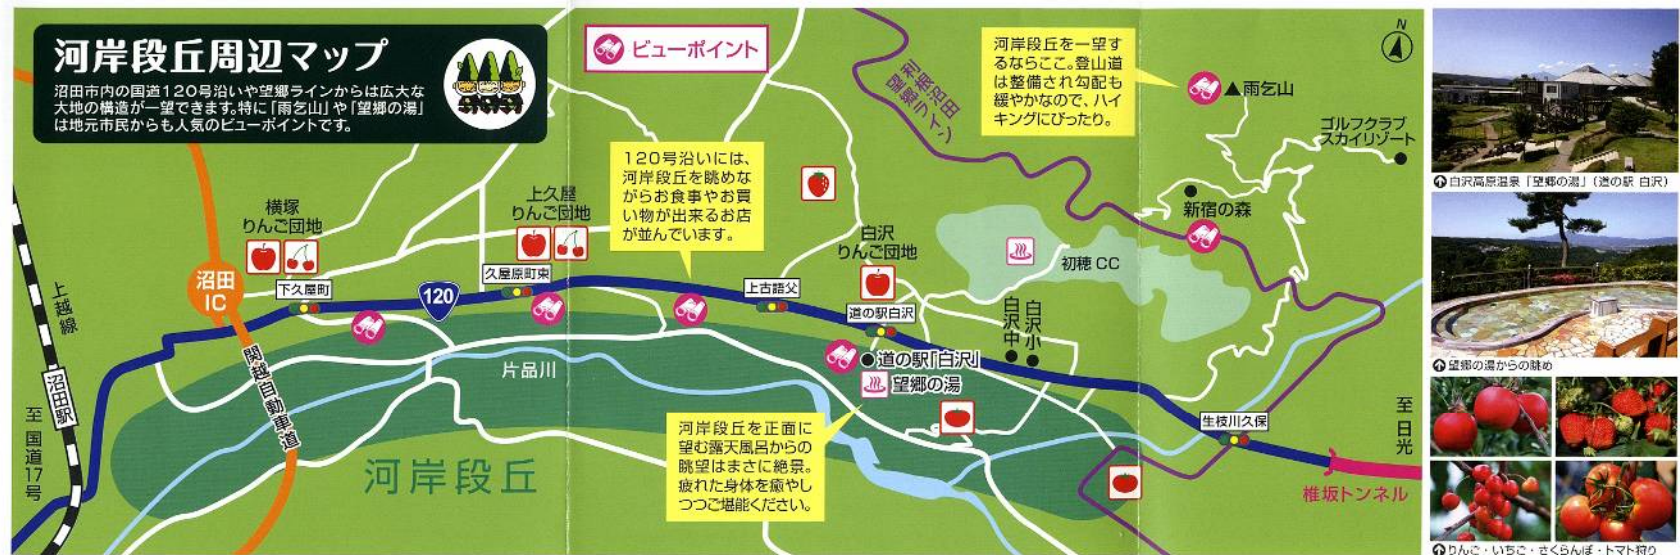 河岸段丘周辺マップ
沼田市内の国道120号沿いや望郷ラインからは広大な
大地の構造が一望できます。特に「雨乞山」や「望郷の湯」
は地元市民からも人気のビューポイントです。
ビューポイント
N
河岸段丘を一望す
るならここ。登山道
は整備され勾配も
緩やかなので、ハイ
キングにぴったり。
利根沼田
望郷ライン
▲雨乞山
ゴルフクラブ
スカイリゾート
120号沿いには、
河岸段丘を眺めな
がらお食事やお買
い物が出来るお店
が並んでいます。
横塚
りんご団地
上久屋
りんご団地
白沢
りんご団地
新宿の森
初穂CC
沼田
IC
下久屋町
120
久屋原町東
上古語父
道の駅白沢
白沢中
白沢小
道の駅「白沢」
望郷の湯
上越線
沼田駅
至 国道17号
関越自動車道
片品川
河岸段丘
河岸段丘を正面に
望む露天風呂からの
眺望はまさに絶景。
疲れた身体を癒やし
つつご堪能ください。
生枝川久保
至 日光
椎坂トンネル
白沢高原温泉「望郷の湯」(道の駅 白沢)
望郷の湯からの眺め
りんご・いちご・さくらんぼ・トマト狩り